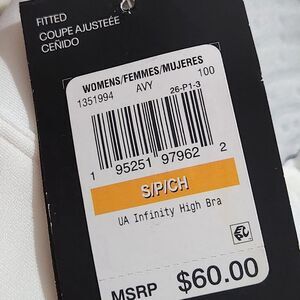 FITTED
COUPE AJUSTEÉE
CEÑIDO
WOMENS/FEMMES/MUJERES
1351994 AVY 100
26-P1-3
1 95251 97962 2
S/P/CH
UA Infinity High Bra
MSRP $60.00